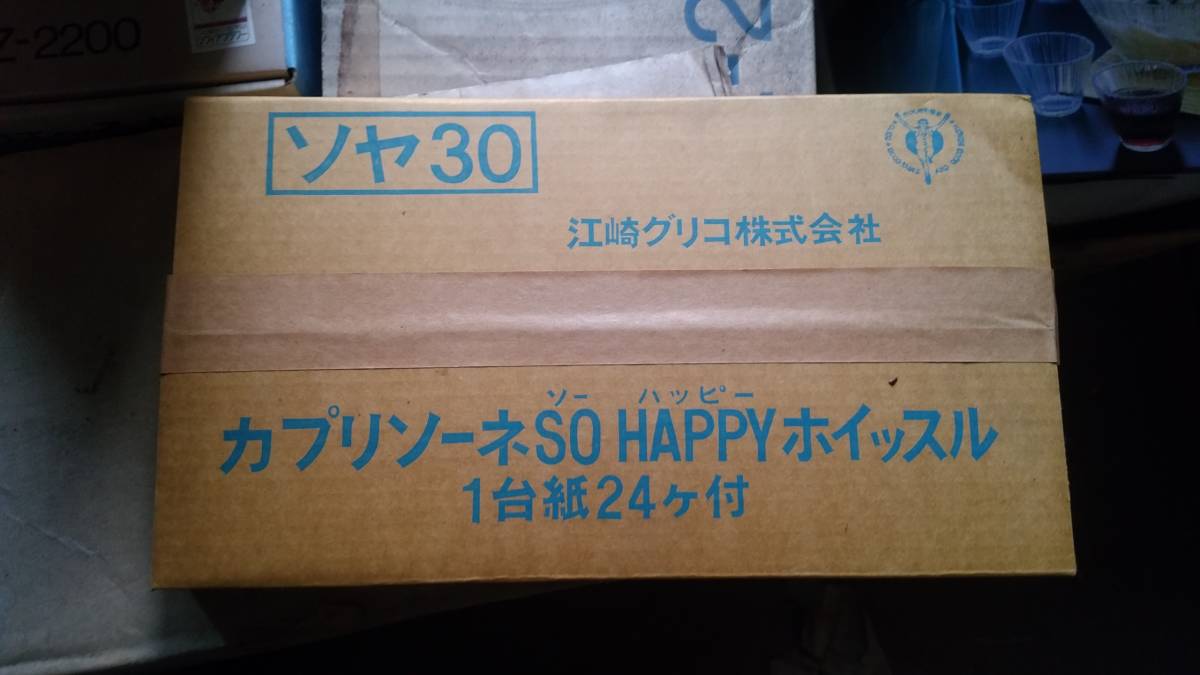 Z-2200
-2
ソヤ30
江崎グリコ株式会社
ソー ハッピー
カプリソーネSO HAPPYホイッスル
1台紙24ヶ付